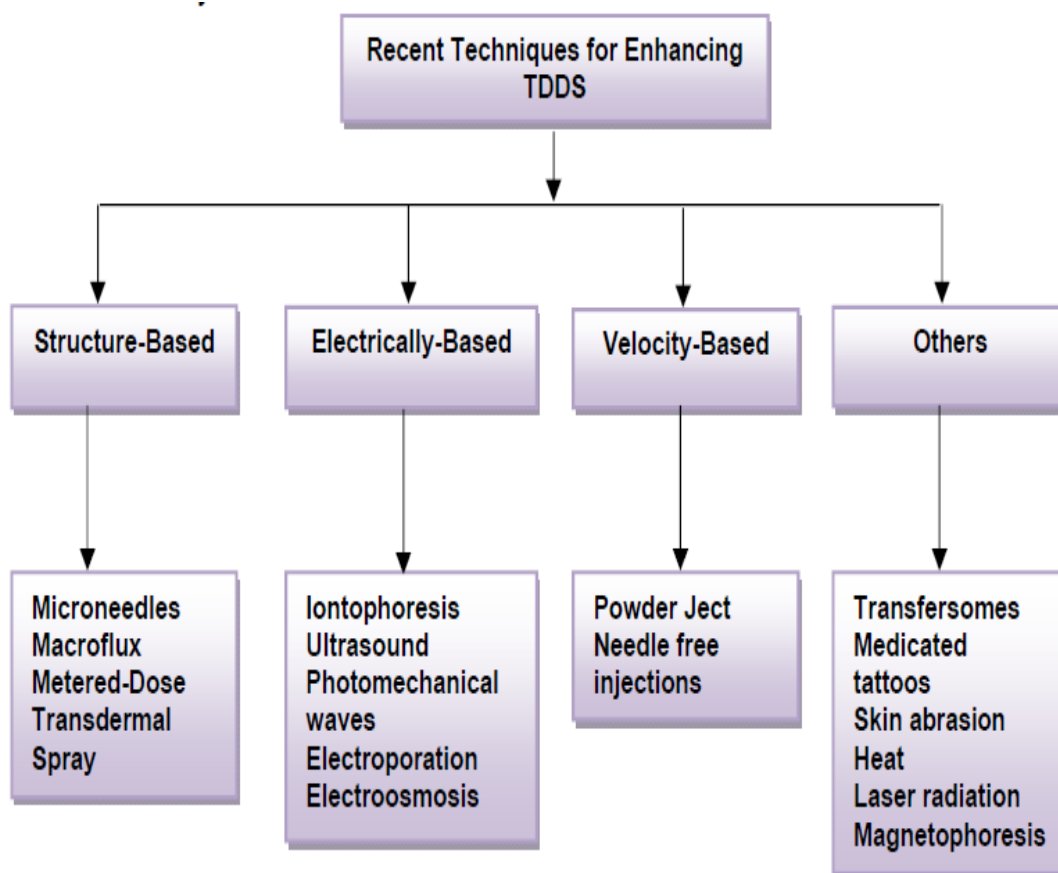 Recent Techniques for Enhancing
TDDS
Structure-Based
Electrically-Based
Velocity-Based
Others
Microneedles
Macroflux
Metered-Dose
Transdermal
Spray
Iontophoresis
Ultrasound
Photomechanical
waves
Electroporation
Electroosmosis
Powder Ject
Needle free
injections
Transfersomes
Medicated
tattoos
Skin abrasion
Heat
Laser radiation
Magnetophoresis